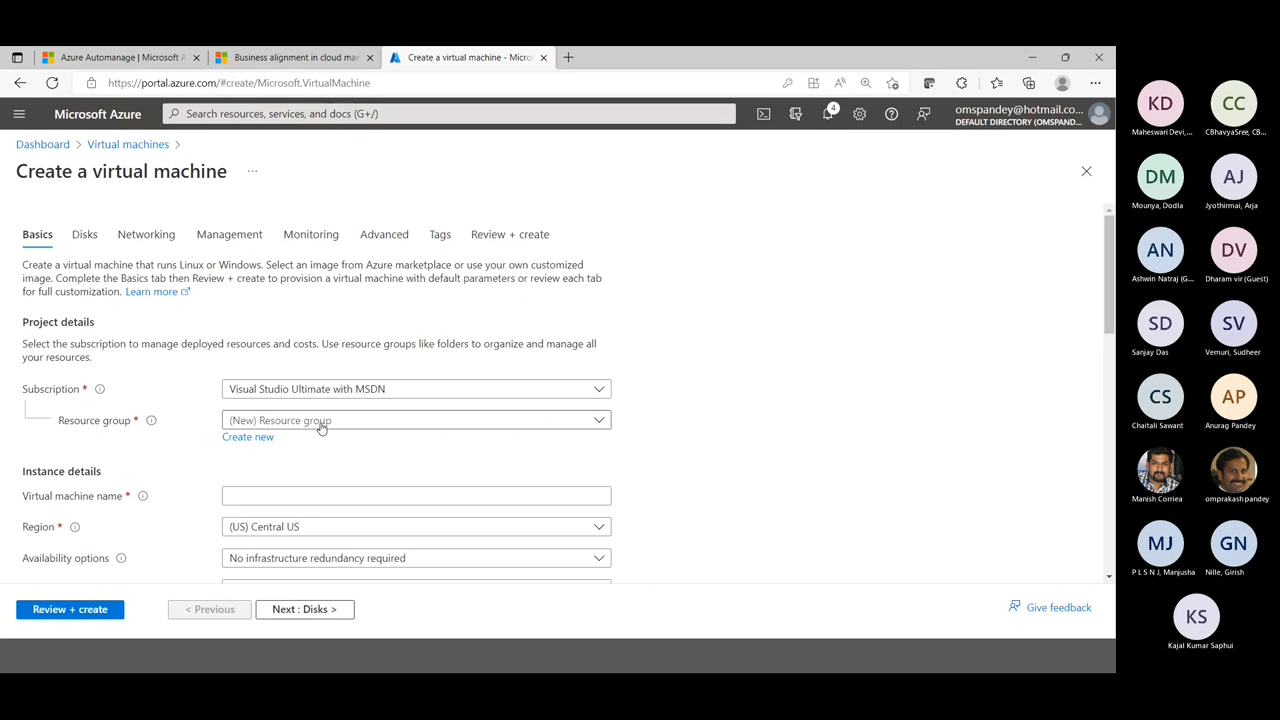 Azure Automanage | Microsoft A
Business alignment in cloud mar
Create a virtual machine - Micros
https://portal.azure.com/#create/Microsoft.VirtualMachine
Microsoft Azure
Search resources, services, and docs (G+/)
4
omspandey@hotmail.co...
DEFAULT DIRECTORY (OMSPAND...
Dashboard > Virtual machines >
Create a virtual machine ...
Basics Disks Networking Management Monitoring Advanced Tags Review + create
Create a virtual machine that runs Linux or Windows. Select an image from Azure marketplace or use your own customized
image. Complete the Basics tab then Review + create to provision a virtual machine with default parameters or review each tab
for full customization. Learn more
Project details
Select the subscription to manage deployed resources and costs. Use resource groups like folders to organize and manage all
your resources.
Subscription *
Visual Studio Ultimate with MSDN
Resource group *
(New) Resource group
Create new
Instance details
Virtual machine name *
Region *
(US) Central US
Availability options
No infrastructure redundancy required
Review + create
< Previous
Next : Disks >
Give feedback
KD
Maheswari Devi,...
CC
CBhavyaSree, CB...
DM
Mounya, Dodla
AJ
Jyothirmai, Arja
AN
Ashwin Natraj (G...
DV
Dharam vir (Guest)
SD
Sanjay Das
SV
Vemuri, Sudheer
CS
Chaitali Sawant
AP
Anurag Pandey
Manish Corriea
omprakash pandey
MJ
P L S N J, Manjusha
GN
Nille, Girish
KS
Kajal Kumar Saphui